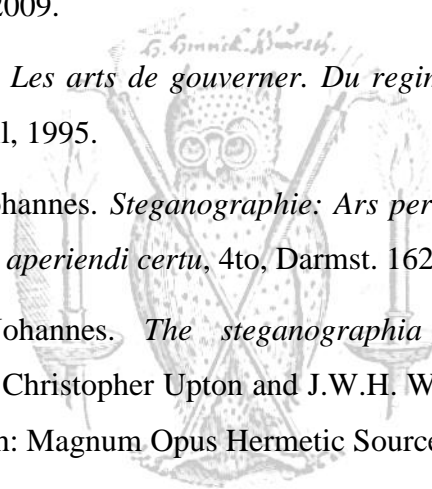 2009.
Les arts de gouverner. Du regim
l, 1995.
ohannes. Steganographie: Ars per
aperiendi certu, 4to, Darmst. 162
Johannes. The steganographia
Christopher Upton and J.W.H. W
n: Magnum Opus Hermetic Source